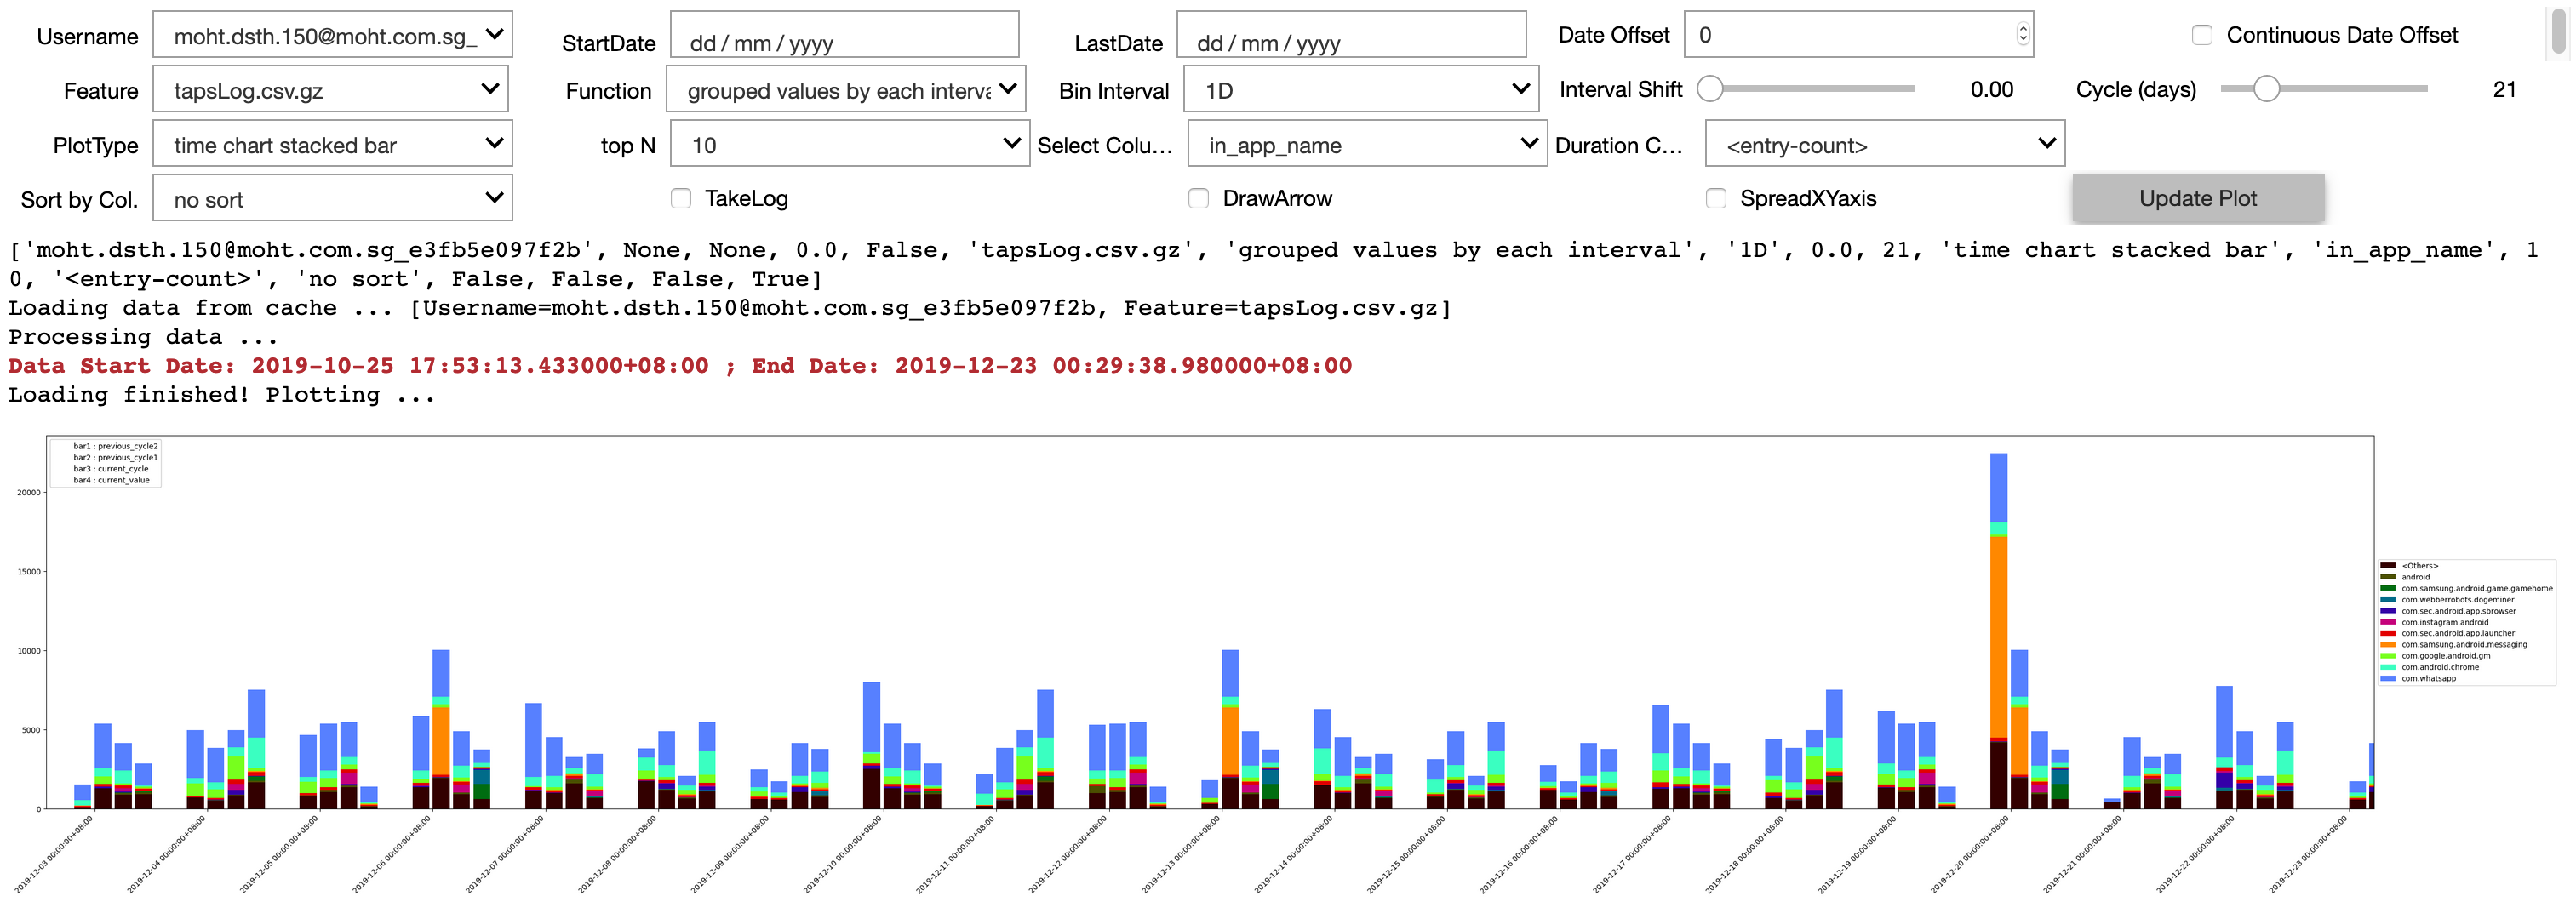 Username moht.dsth.150@moht.com.sg_ StartDate dd / mm / yyyy LastDate dd / mm / yyyy Date Offset 0 Continuous Date Offset
Feature tapsLog.csv.gz Function grouped values by each interva Bin Interval 1D Interval Shift 0.00 Cycle (days) 21
PlotType time chart stacked bar top N 10 Select Colu... in_app_name Duration C... <entry-count>
Sort by Col. no sort TakeLog DrawArrow SpreadXYaxis Update Plot
['moht.dsth.150@moht.com.sg_e3fb5e097f2b', None, None, 0.0, False, 'tapsLog.csv.gz', 'grouped values by each interval', '1D', 0.0, 21, 'time chart stacked bar', 'in_app_name', 1
0, '<entry-count>', 'no sort', False, False, False, True]
Loading data from cache ... [Username=moht.dsth.150@moht.com.sg_e3fb5e097f2b, Feature=tapsLog.csv.gz]
Processing data ...
Data Start Date: 2019-10-25 17:53:13.433000+08:00 ; End Date: 2019-12-23 00:29:38.980000+08:00
Loading finished! Plotting ...
bar1 : previous_cycle2
bar2 : previous_cycle1
bar3 : current_cycle
bar4 : current_value
20000
15000
10000
5000
0
<Others>
android
com.samsung.android.game.gamehome
com.webberrobots.dogeminer
com.sec.android.app.sbrowser
com.instagram.android
com.sec.android.app.launcher
com.samsung.android.messaging
com.google.android.gm
com.android.chrome
com.whatsapp
2019-12-03 00:00:00+08:00
2019-12-04 00:00:00+08:00
2019-12-05 00:00:00+08:00
2019-12-06 00:00:00+08:00
2019-12-07 00:00:00+08:00
2019-12-08 00:00:00+08:00
2019-12-09 00:00:00+08:00
2019-12-10 00:00:00+08:00
2019-12-11 00:00:00+08:00
2019-12-12 00:00:00+08:00
2019-12-13 00:00:00+08:00
2019-12-14 00:00:00+08:00
2019-12-15 00:00:00+08:00
2019-12-16 00:00:00+08:00
2019-12-17 00:00:00+08:00
2019-12-18 00:00:00+08:00
2019-12-19 00:00:00+08:00
2019-12-20 00:00:00+08:00
2019-12-21 00:00:00+08:00
2019-12-22 00:00:00+08:00
2019-12-23 00:00:00+08:00